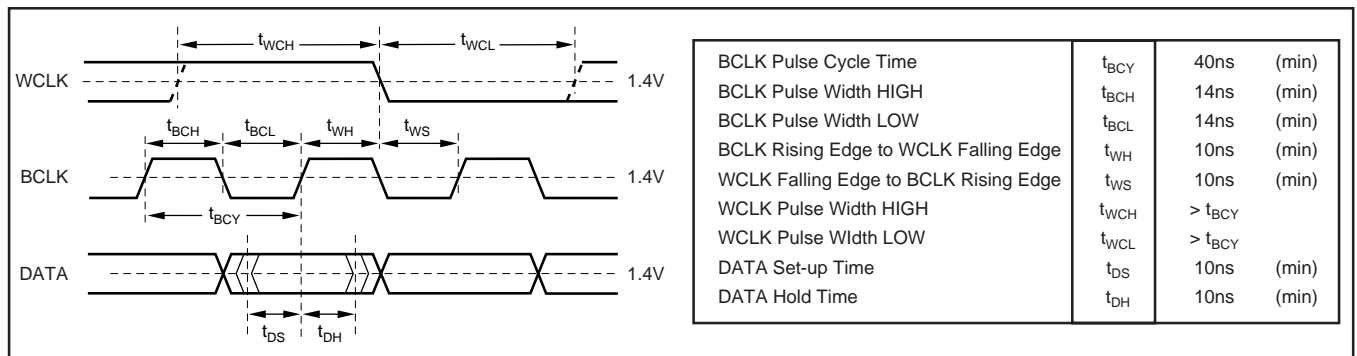 tWCH tWCL
WCLK 1.4V
tBCH tBCL tWH tWS
BCLK 1.4V
tBCY
DATA 1.4V
tDS tDH
BCLK Pulse Cycle Time tBCY 40ns (min)
BCLK Pulse Width HIGH tBCH 14ns (min)
BCLK Pulse Width LOW tBCL 14ns (min)
BCLK Rising Edge to WCLK Falling Edge tWH 10ns (min)
WCLK Falling Edge to BCLK Rising Edge tWS 10ns (min)
WCLK Pulse Width HIGH tWCH > tBCY
WCLK Pulse WIdth LOW tWCL > tBCY
DATA Set-up Time tDS 10ns (min)
DATA Hold Time tDH 10ns (min)